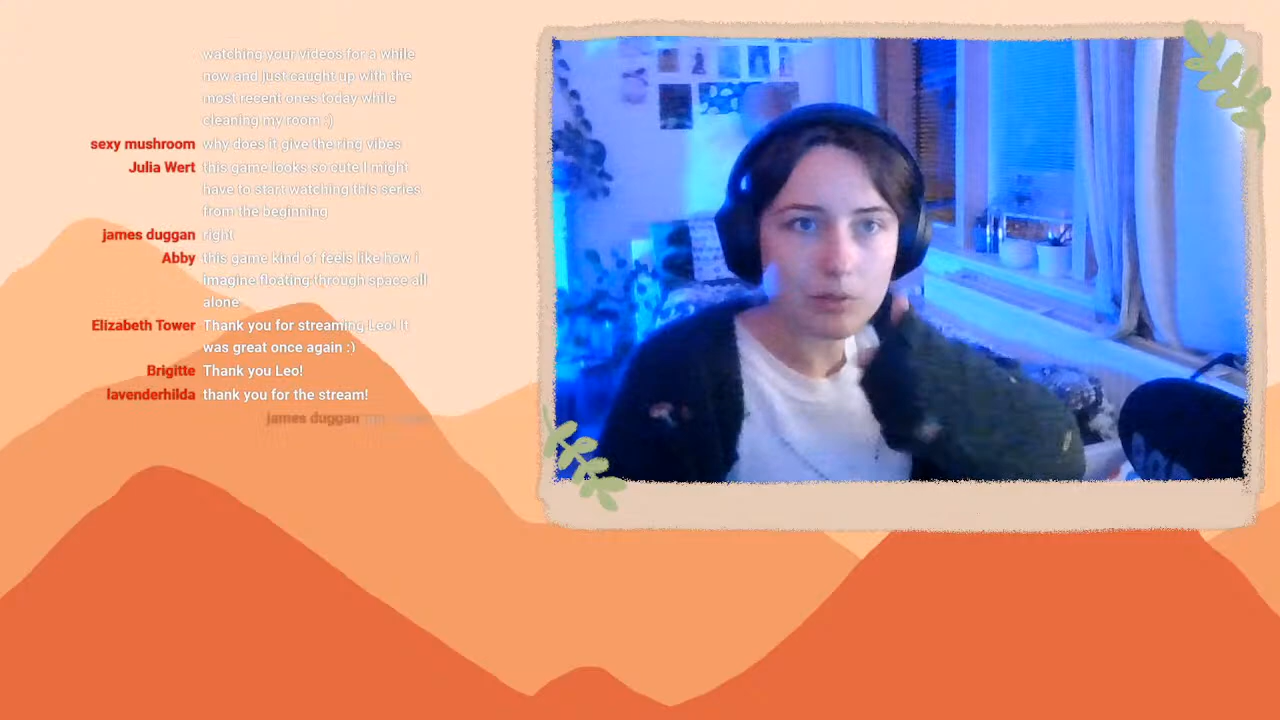 watching your videos for a while
now and just caught up with the
most recent ones today while
cleaning my room :)
sexy mushroom why does it give the ring vibes
Julia Wert this game looks so cute I might
have to start watching this series
from the beginning
james duggan right
Abby this game kind of feels like how i
imagine floating through space all
alone
Elizabeth Tower Thank you for streaming Leo! It
was great once again :)
Brigitte Thank you Leo!
lavenderhilda thank you for the stream!
james duggan